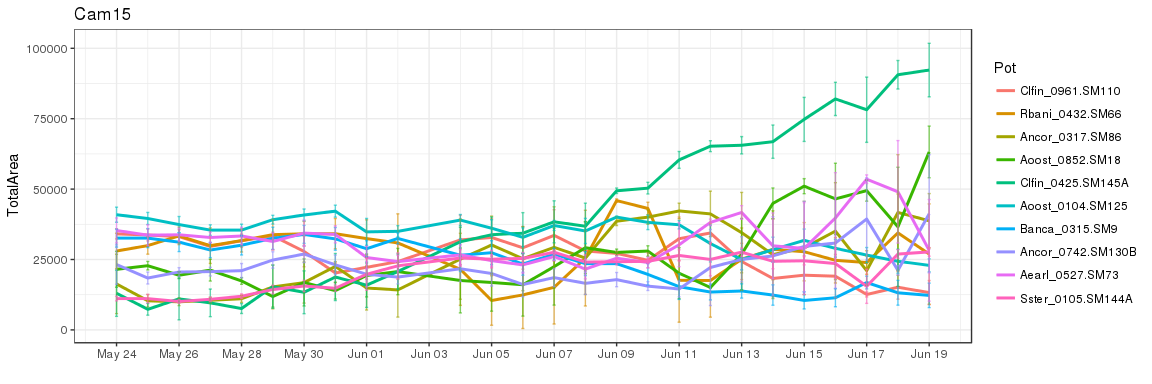 Cam15
TotalArea
100000
75000
50000
25000
0
May 24 May 26 May 28 May 30 Jun 01 Jun 03 Jun 05 Jun 07 Jun 09 Jun 11 Jun 13 Jun 15 Jun 17 Jun 19
Pot
Clfin_0961.SM110
Rbani_0432.SM66
Ancor_0317.SM86
Aoost_0852.SM18
Clfin_0425.SM145A
Aoost_0104.SM125
Banca_0315.SM9
Ancor_0742.SM130B
Aearl_0527.SM73
Sster_0105.SM144A